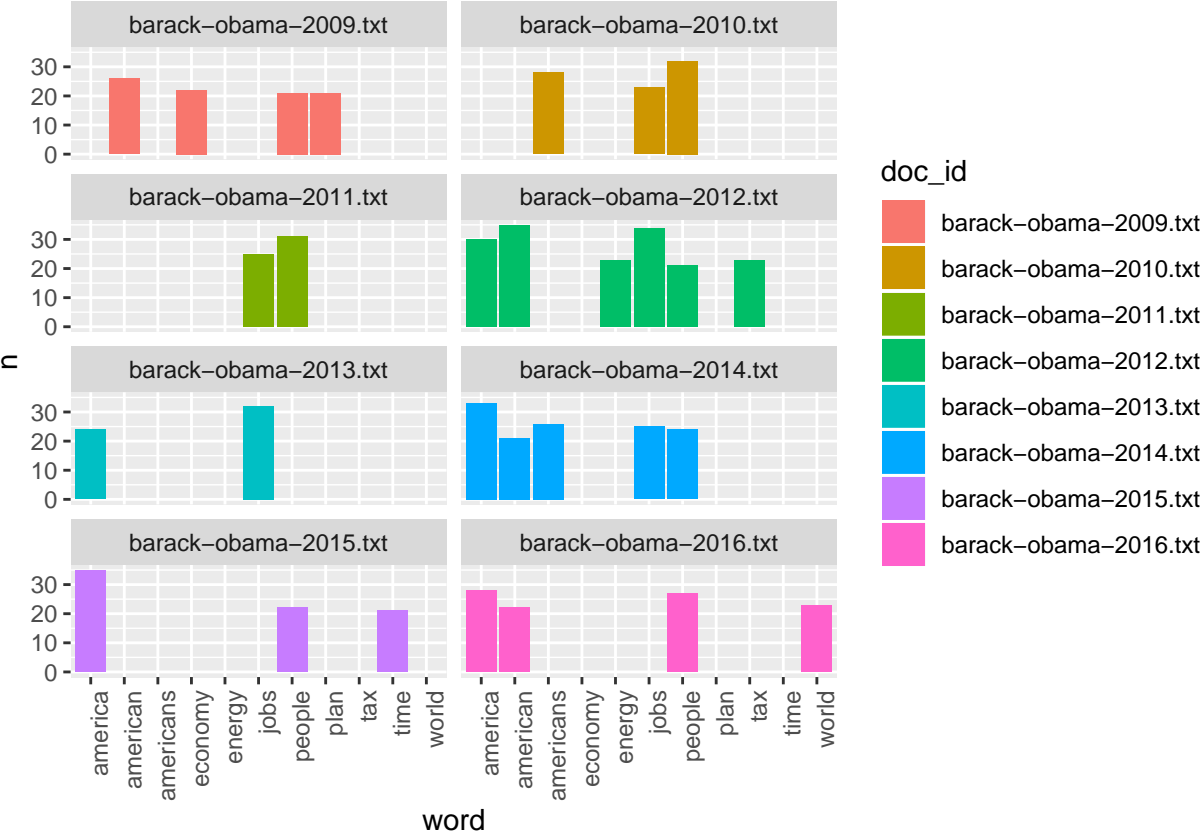 barack−obama−2009.txt
barack−obama−2010.txt
30
20
10
0
barack−obama−2011.txt
barack−obama−2012.txt
30
20
10
0
barack−obama−2013.txt
barack−obama−2014.txt
30
20
10
0
barack−obama−2015.txt
barack−obama−2016.txt
30
20
10
0
n
america
american
americans
economy
energy
jobs
people
plan
tax
time
world
america
american
americans
economy
energy
jobs
people
plan
tax
time
world
word
doc_id
barack−obama−2009.txt
barack−obama−2010.txt
barack−obama−2011.txt
barack−obama−2012.txt
barack−obama−2013.txt
barack−obama−2014.txt
barack−obama−2015.txt
barack−obama−2016.txt